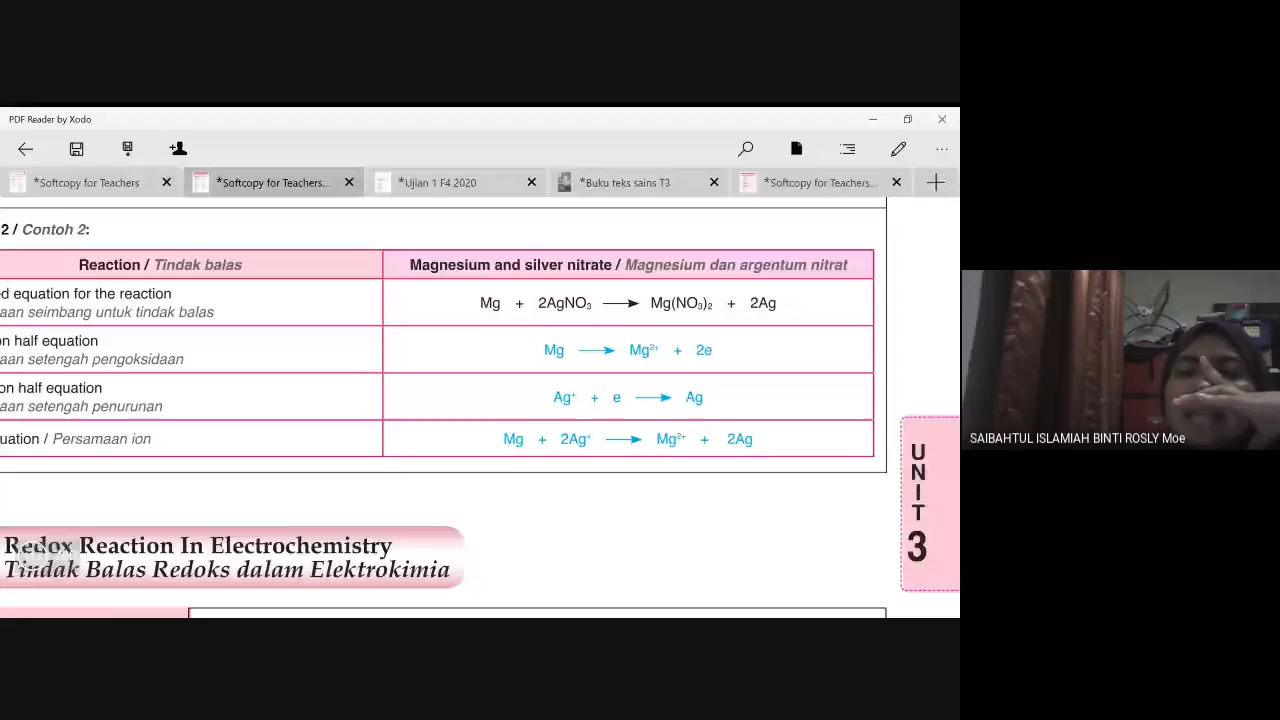 PDF Reader by Xodo
*Softcopy for Teachers
*Softcopy for Teachers...
*Ujian 1 F4 2020
*Buku teks sains T3
*Softcopy for Teachers...
2 / Contoh 2:
Reaction / Tindak balas
Magnesium and silver nitrate / Magnesium dan argentum nitrat
ed equation for the reaction
aan seimbang untuk tindak balas
Mg + 2AgNO₃ ⟶ Mg(NO₃)₂ + 2Ag
on half equation
aan setengah pengoksidaan
Mg ⟶ Mg²⁺ + 2e
on half equation
aan setengah penurunan
Ag⁺ + e ⟶ Ag
uation / Persamaan ion
Mg + 2Ag⁺ ⟶ Mg²⁺ + 2Ag
UNIT
3
Redox Reaction In Electrochemistry
Tindak Balas Redoks dalam Elektrokimia
SAIBAHTUL ISLAMIAH BINTI ROSLY Moe